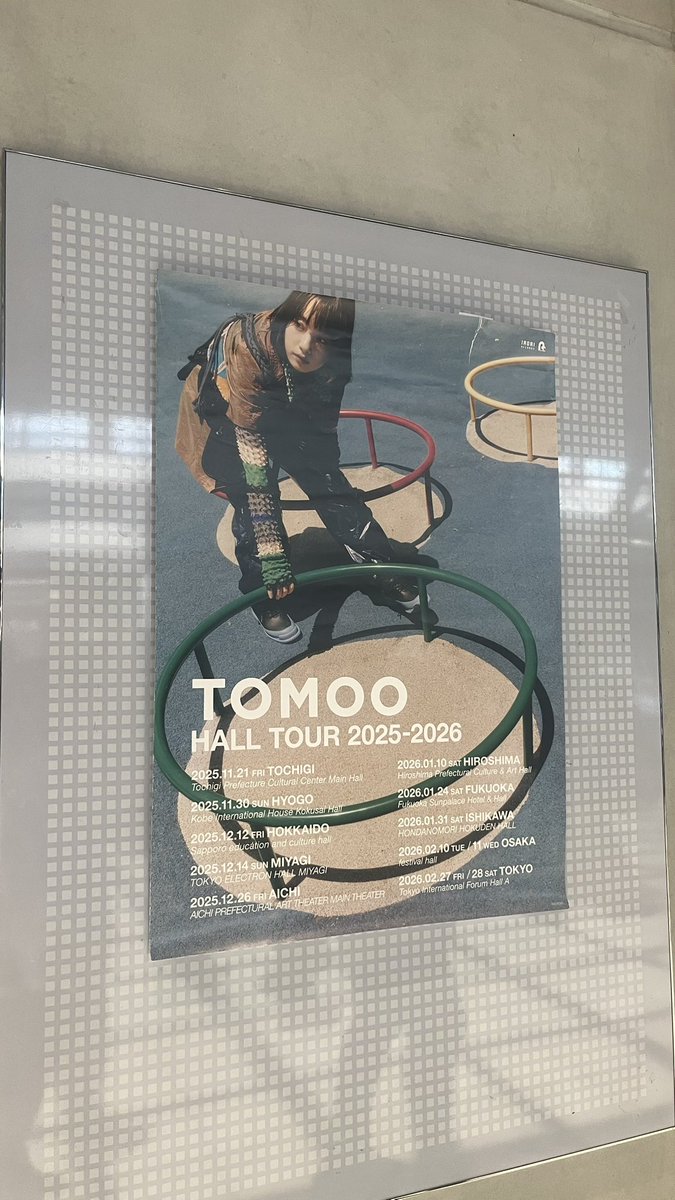 IRORI
RECORDS
TOMOO
HALL TOUR 2025-2026
2025.11.21 FRI TOCHIGI
Tochigi Prefecture Cultural Center Main Hall
2025.11.30 SUN HYOGO
Kobe International House Kokusai Hall
2025.12.12 FRI HOKKAIDO
Sapporo education and culture hall
2025.12.14 SUN MIYAGI
TOKYO ELECTRON HALL MIYAGI
2025.12.26 FRI AICHI
AICHI PREFECTURAL ART THEATER MAIN THEATER
2026.01.10 SAT HIROSHIMA
Hiroshima Prefectural Culture & Art Hall
2026.01.24 SAT FUKUOKA
Fukuoka Sunpalace Hotel & Hall
2026.01.31 SAT ISHIKAWA
HONDANOMORI HOKUDEN HALL
2026.02.10 TUE / 11 WED OSAKA
festival hall
2026.02.27 FRI / 28 SAT TOKYO
Tokyo International Forum Hall A